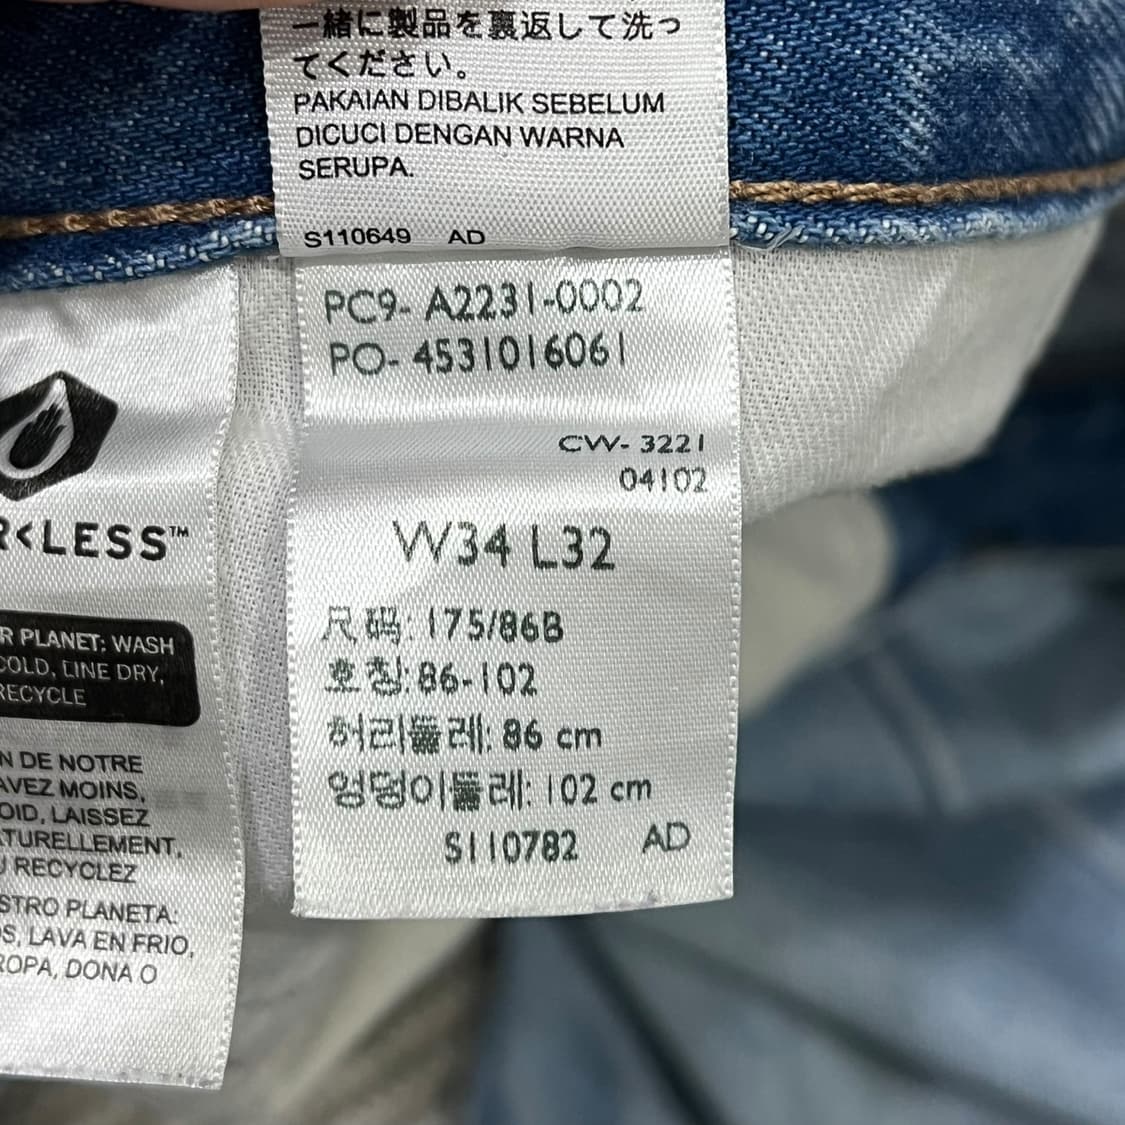 一緒に製品を裏返して洗っ
てください。
PAKAIAN DIBALIK SEBELUM
DICUCI DENGAN WARNA
SERUPA.
S110649 AD
PC9- A2231-0002
PO- 4531016061
CW- 3221
04102
W34 L32
尺码: 175/86B
호칭: 86-102
허리둘레: 86 cm
엉덩이둘레: 102 cm
S110782 AD
R<LESS™
R PLANET: WASH
COLD, LINE DRY,
RECYCLE
N DE NOTRE
AVEZ MOINS,
OID, LAISSEZ
TURELLEMENT,
U RECYCLEZ
STRO PLANETA:
OS, LAVA EN FRIO,
ROPA, DONA O